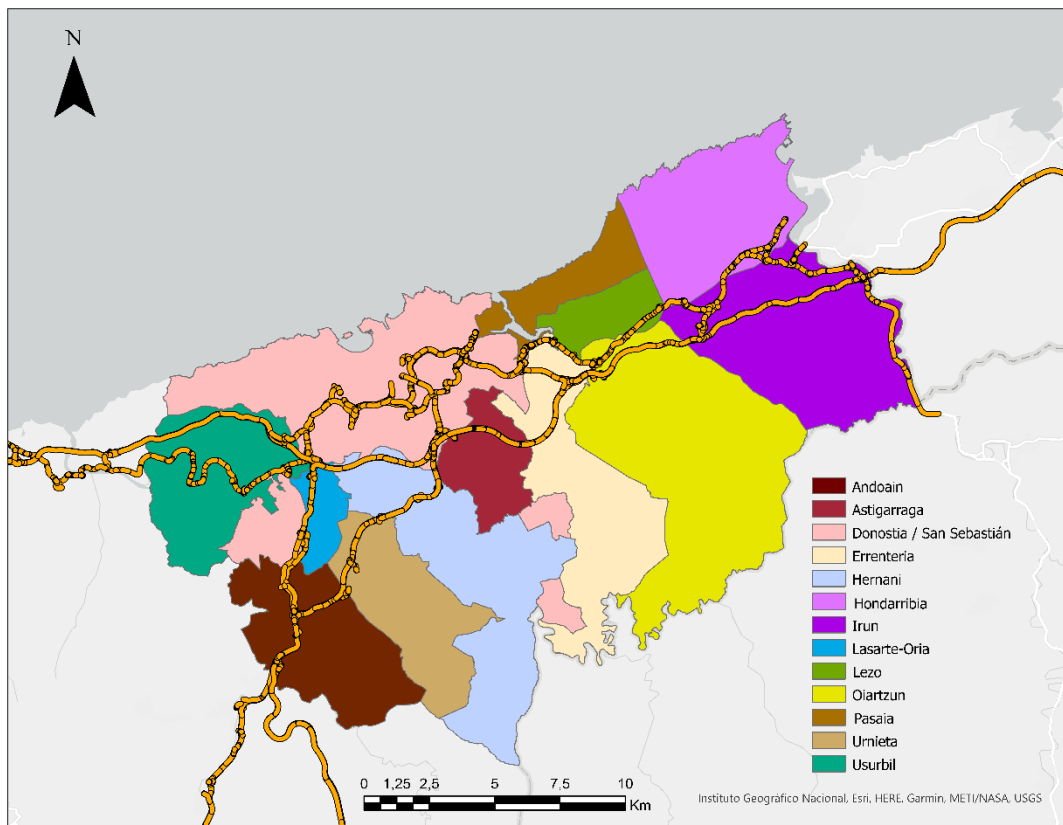 N
Andoain
Astigarraga
Donostia / San Sebastián
Errenteria
Hernani
Hondarribia
Irun
Lasarte-Oria
Lezo
Oiartzun
Pasaia
Urnieta
Usurbil
0 1,25 2,5 5 7,5 10
Km
Instituto Geográfico Nacional, Esri, HERE, Garmin, METI/NASA, USGS